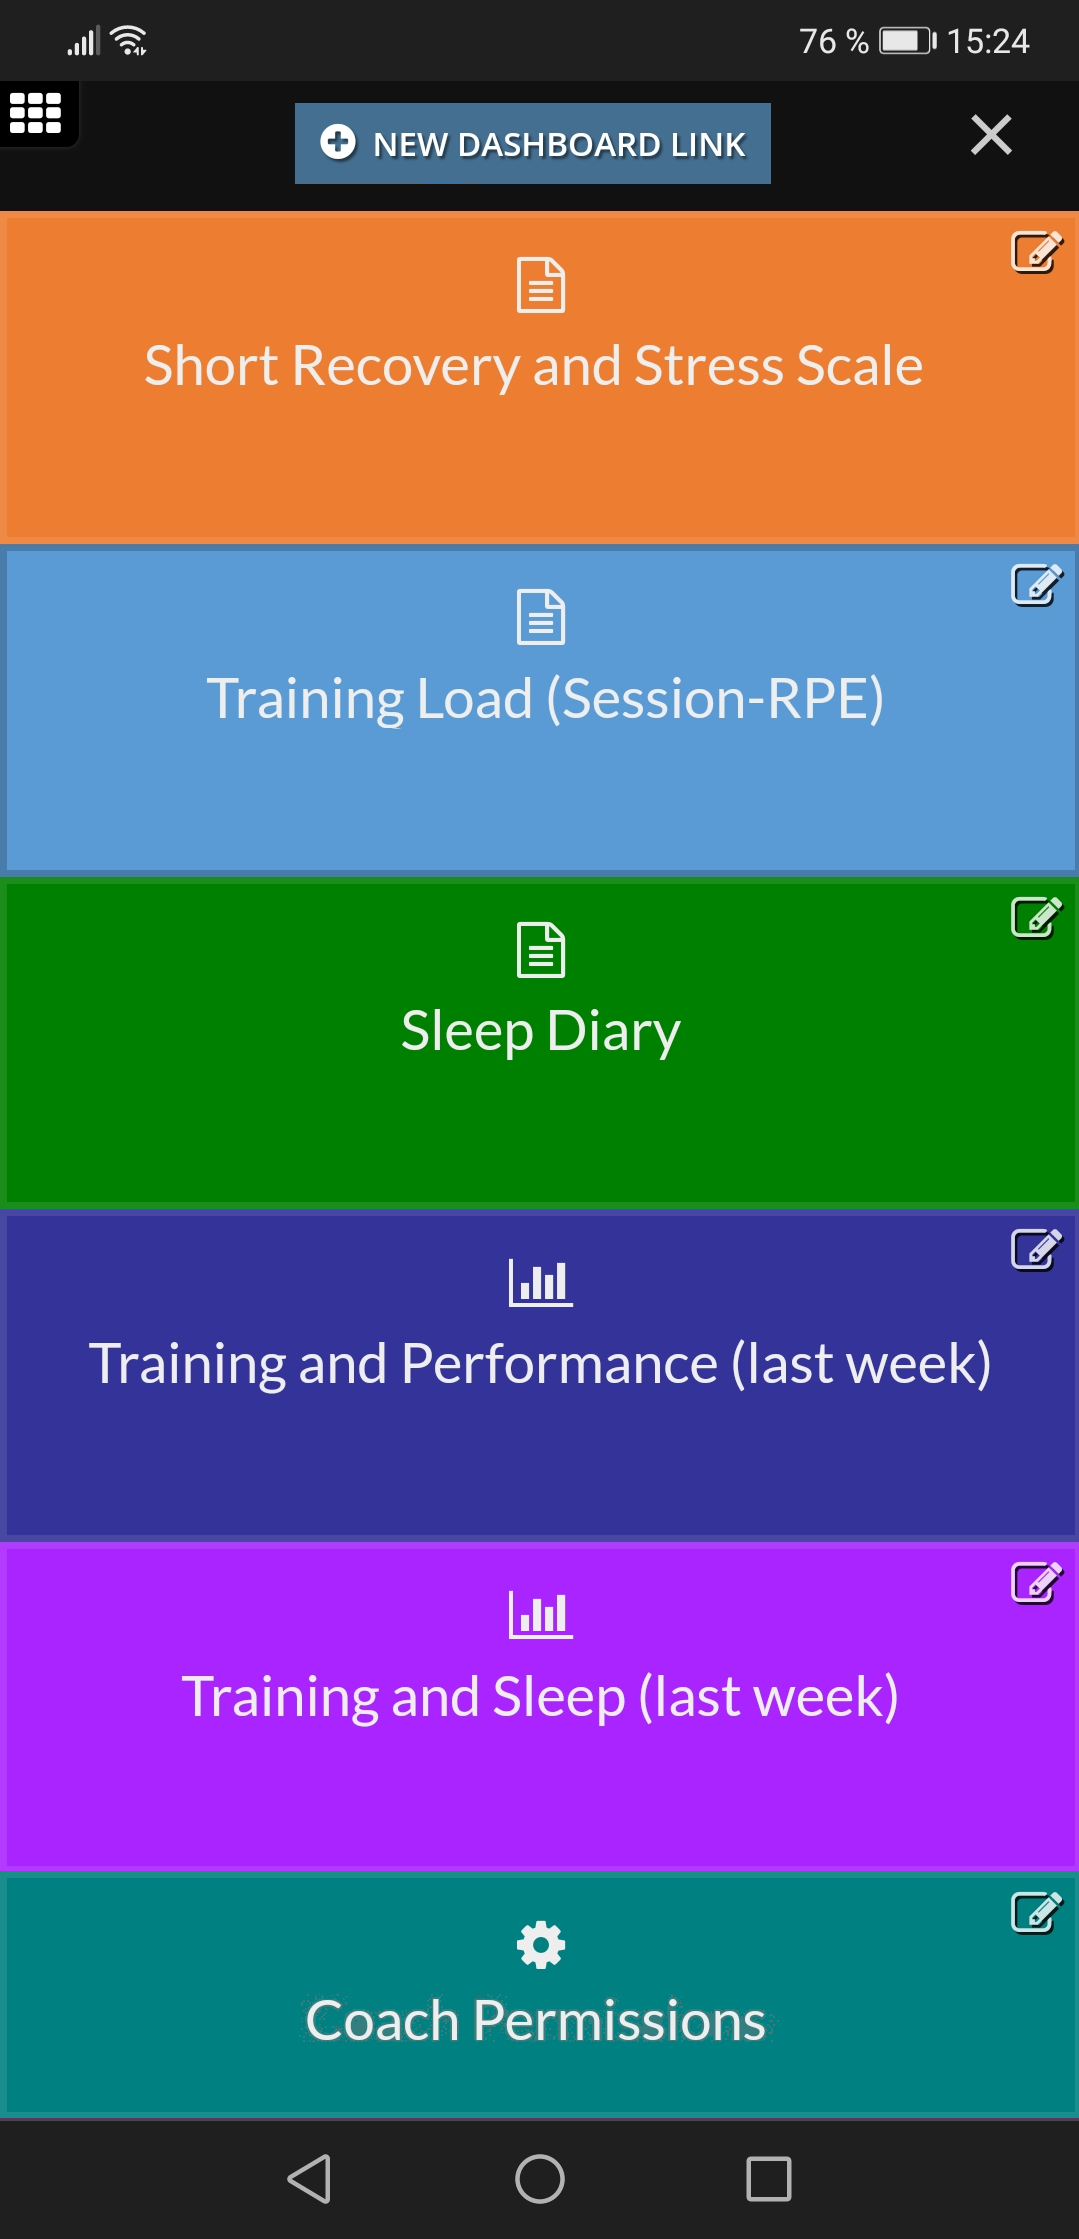 76 % 15:24
NEW DASHBOARD LINK
Short Recovery and Stress Scale
Training Load (Session-RPE)
Sleep Diary
Training and Performance (last week)
Training and Sleep (last week)
Coach Permissions